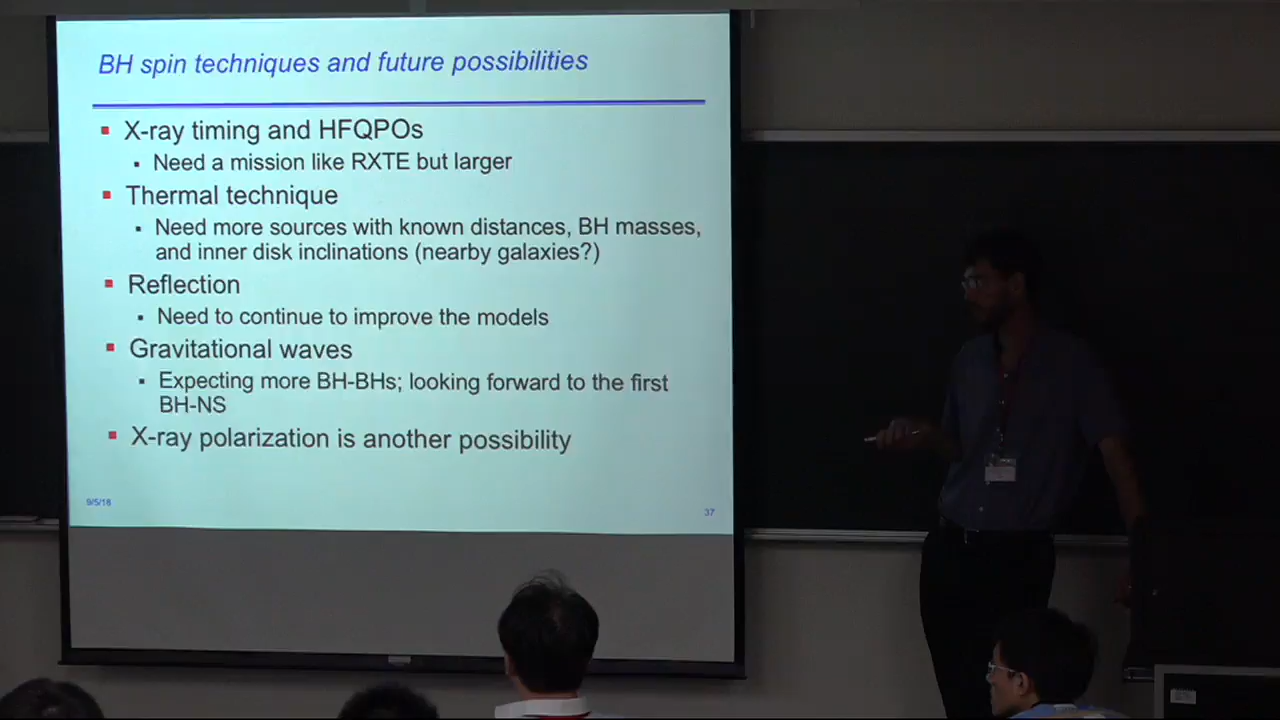 BH spin techniques and future possibilities
X-ray timing and HFQPOs
Need a mission like RXTE but larger
Thermal technique
Need more sources with known distances, BH masses,
and inner disk inclinations (nearby galaxies?)
Reflection
Need to continue to improve the models
Gravitational waves
Expecting more BH-BHs; looking forward to the first
BH-NS
X-ray polarization is another possibility
9/5/18
37